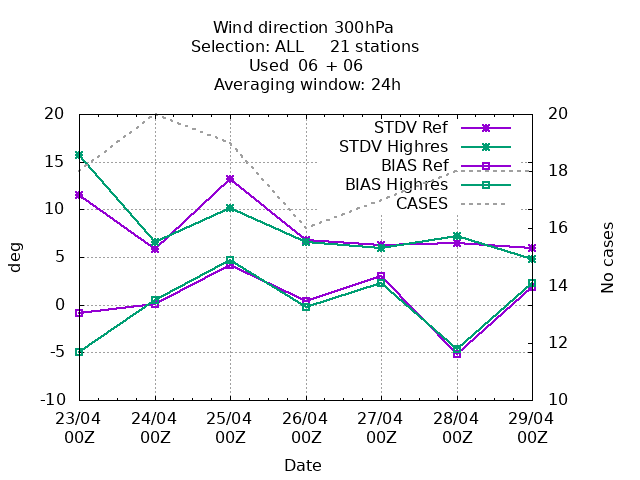 Wind direction 300hPa
Selection: ALL 21 stations
Used 06 + 06
Averaging window: 24h
20 20
STDV Ref
STDV Highres
15
BIAS Ref
18
BIAS Highres
CASES
10
16
deg
No cases
5
14
0
12
-5
-10 10
23/04 24/04 25/04 26/04 27/04 28/04 29/04
00Z 00Z 00Z 00Z 00Z 00Z 00Z
Date